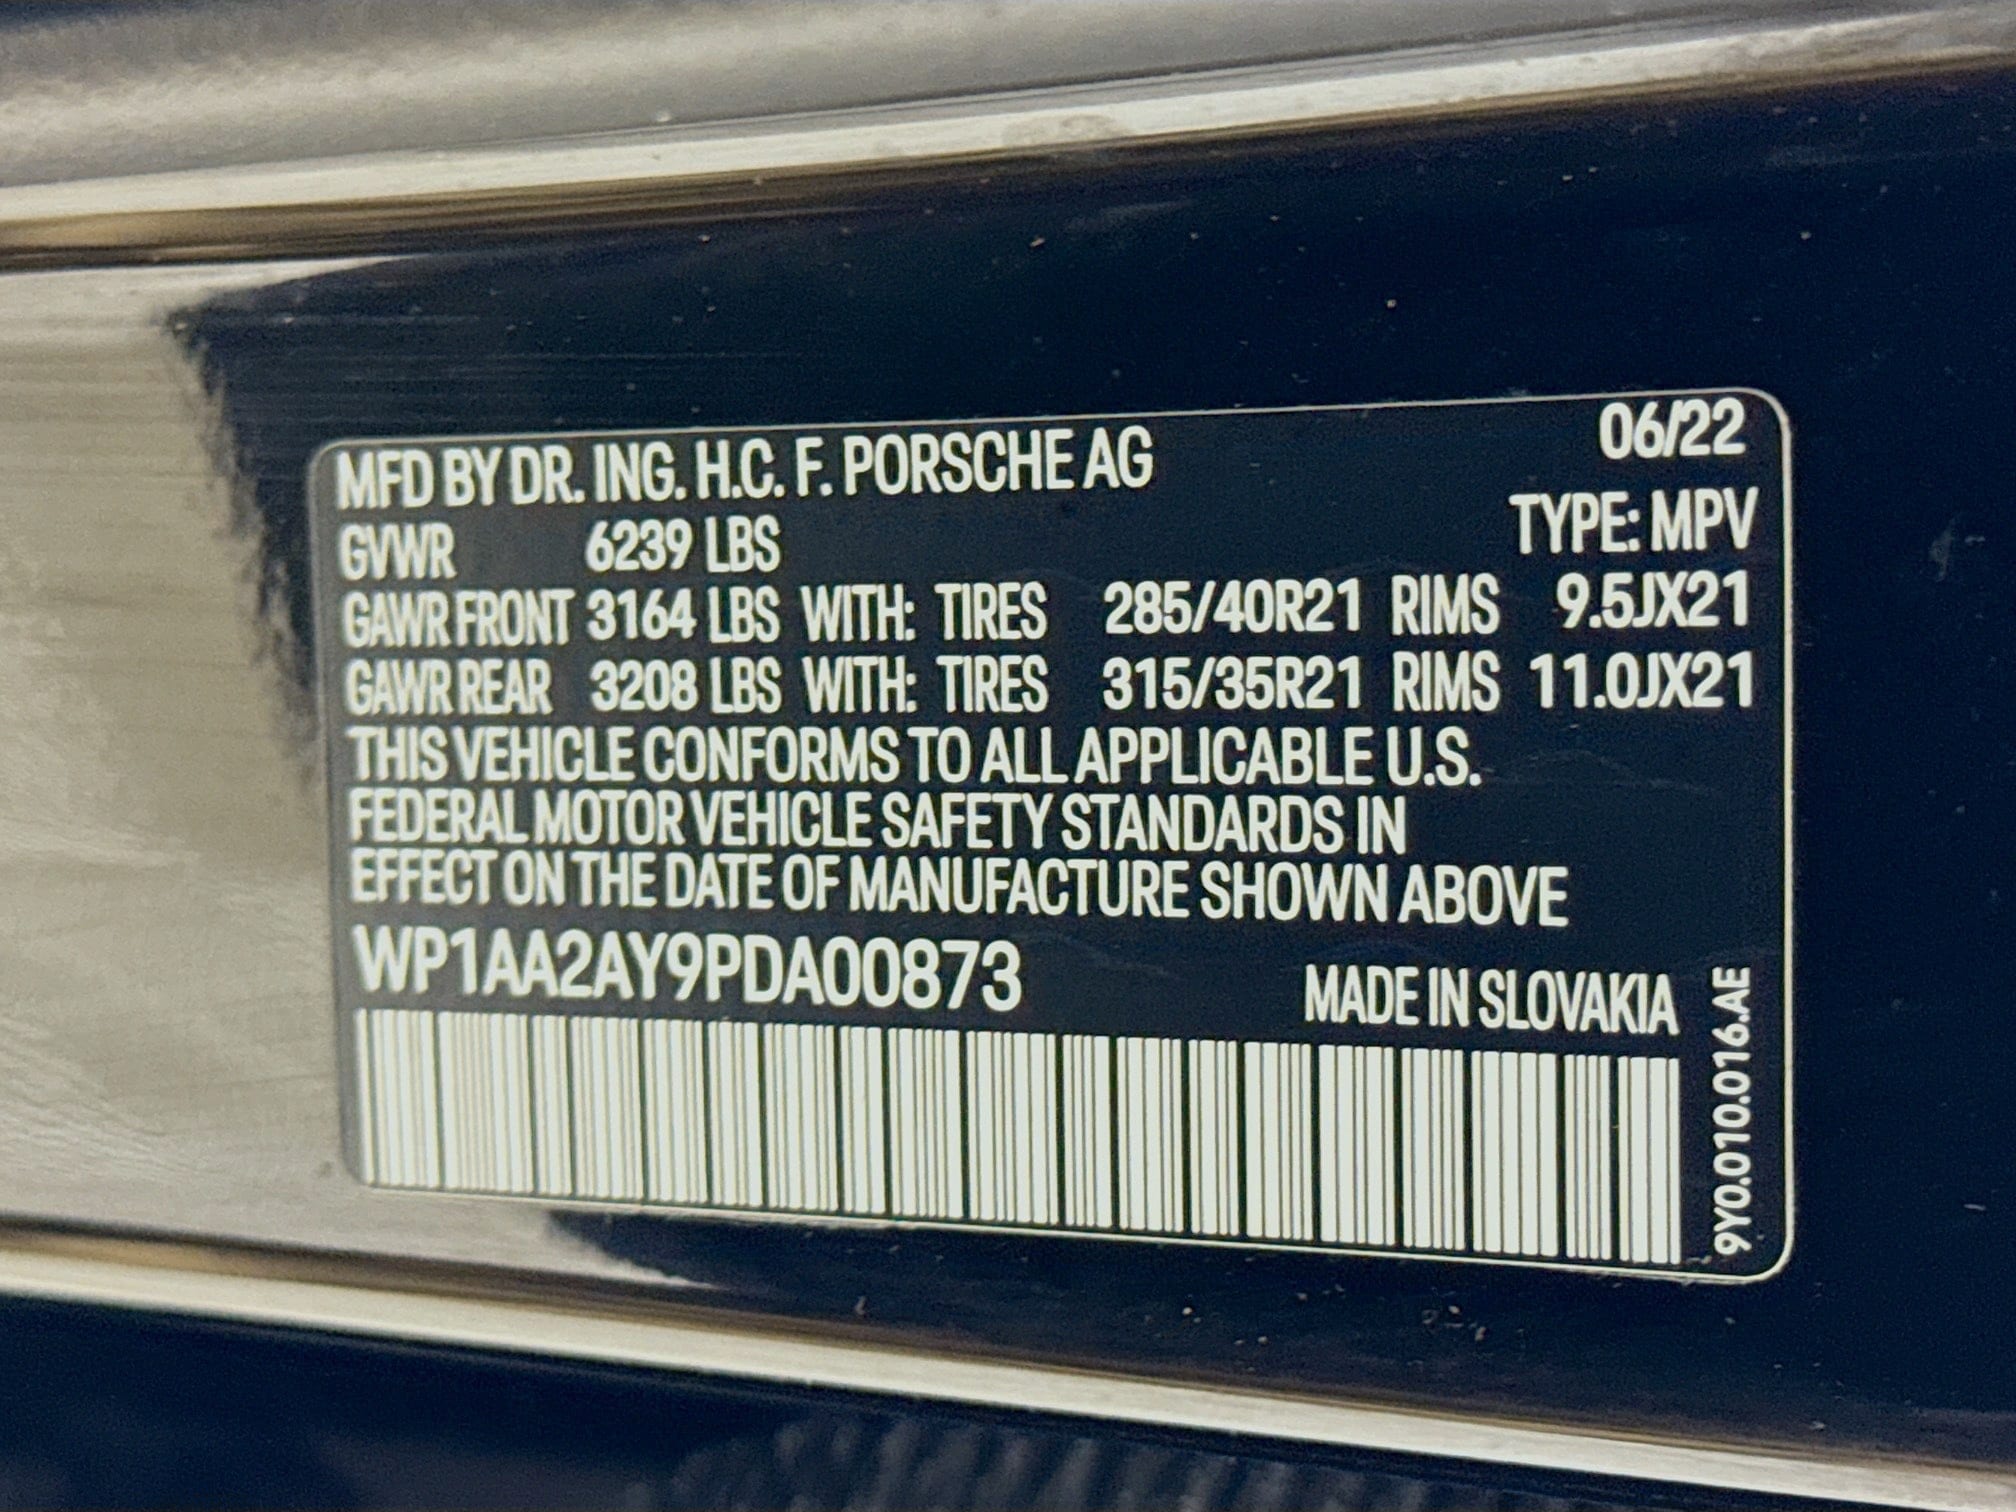 MFD BY DR. ING. H.C. F. PORSCHE AG 06/22
GVWR 6239 LBS TYPE: MPV
GAWR FRONT 3164 LBS WITH: TIRES 285/40R21 RIMS 9.5JX21
GAWR REAR 3208 LBS WITH: TIRES 315/35R21 RIMS 11.0JX21
THIS VEHICLE CONFORMS TO ALL APPLICABLE U.S.
FEDERAL MOTOR VEHICLE SAFETY STANDARDS IN
EFFECT ON THE DATE OF MANUFACTURE SHOWN ABOVE
WP1AA2AY9PDA00873 MADE IN SLOVAKIA
9Y0.010.016.AE